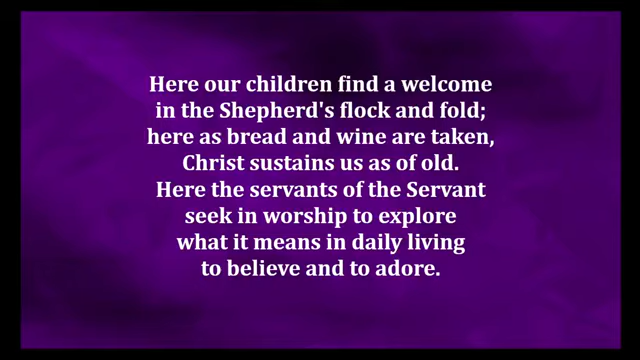 Here our children find a welcome
in the Shepherd's flock and fold;
here as bread and wine are taken,
Christ sustains us as of old.
Here the servants of the Servant
seek in worship to explore
what it means in daily living
to believe and to adore.